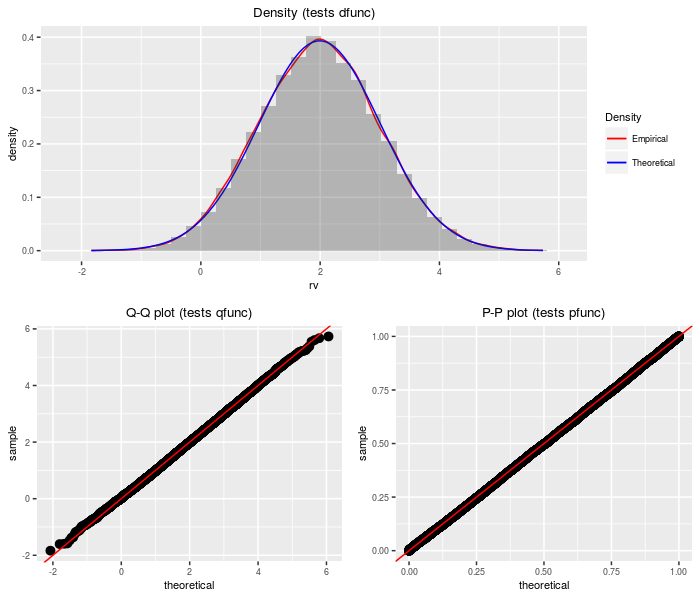 Density (tests dfunc)
density
0.4
0.3
0.2
0.1
0.0
-2
0
2
4
6
rv
Density
Empirical
Theoretical
Q-Q plot (tests qfunc)
sample
6
4
2
0
-2
-2
0
2
4
6
theoretical
P-P plot (tests pfunc)
sample
1.00
0.75
0.50
0.25
0.00
0.00
0.25
0.50
0.75
1.00
theoretical